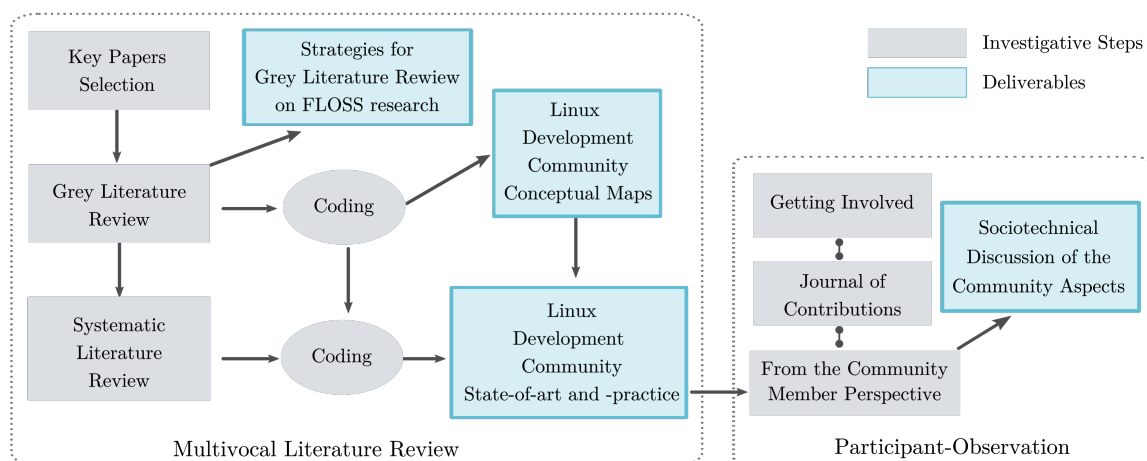 Key Papers
Selection
Strategies for
Grey Literature Rewiew
on FLOSS research
Investigative Steps
Deliverables
Linux
Development
Community
Conceptual Maps
Grey Literature
Review
Coding
Getting Involved
Sociotechnical
Discussion of the
Community Aspects
Journal of
Contributions
Systematic
Literature
Review
Coding
Linux
Development
Community
State-of-art and -practice
From the Community
Member Perspective
Multivocal Literature Review
Participant-Observation